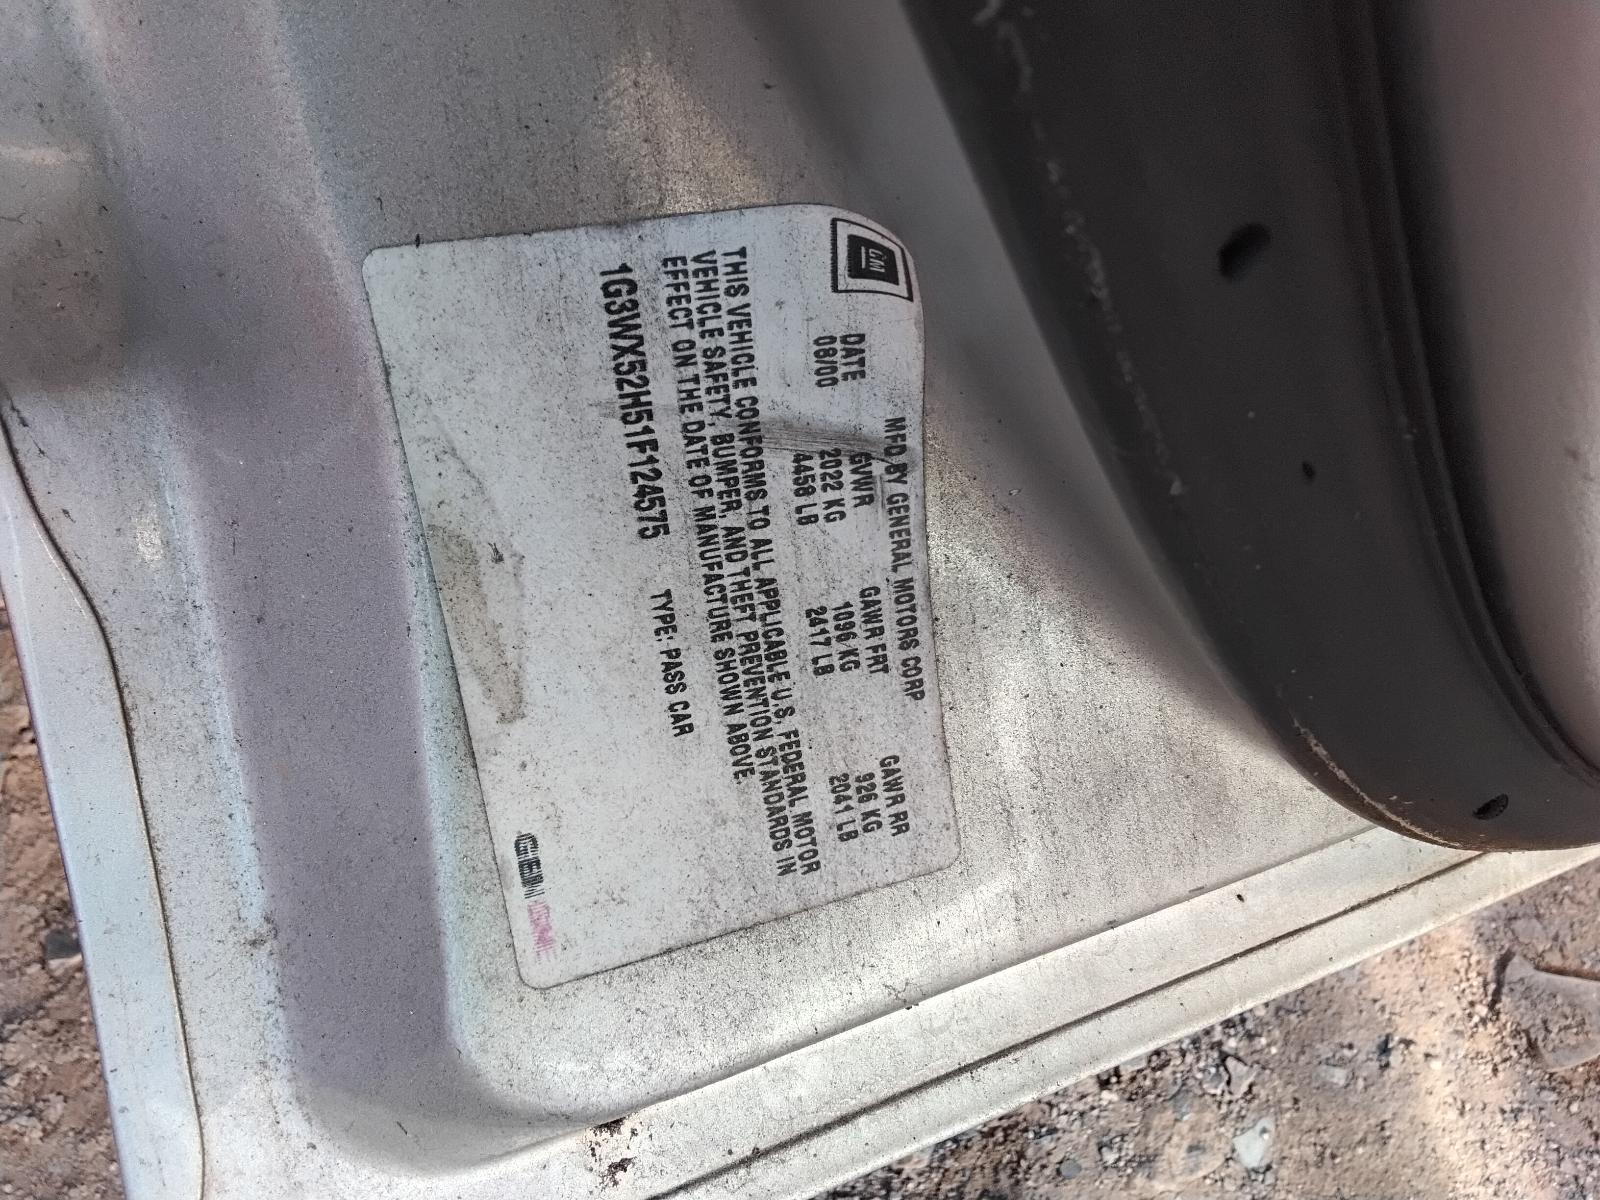 GM
MFD BY GENERAL MOTORS CORP
DATE GVWR GAWR FRT GAWR RR
08/00 2022 KG 1096 KG 926 KG
4458 LB 2417 LB 2041 LB
THIS VEHICLE CONFORMS TO ALL APPLICABLE U.S. FEDERAL MOTOR
VEHICLE SAFETY, BUMPER, AND THEFT PREVENTION STANDARDS IN
EFFECT ON THE DATE OF MANUFACTURE SHOWN ABOVE.
1G3WX52H51F124575 TYPE: PASS CAR